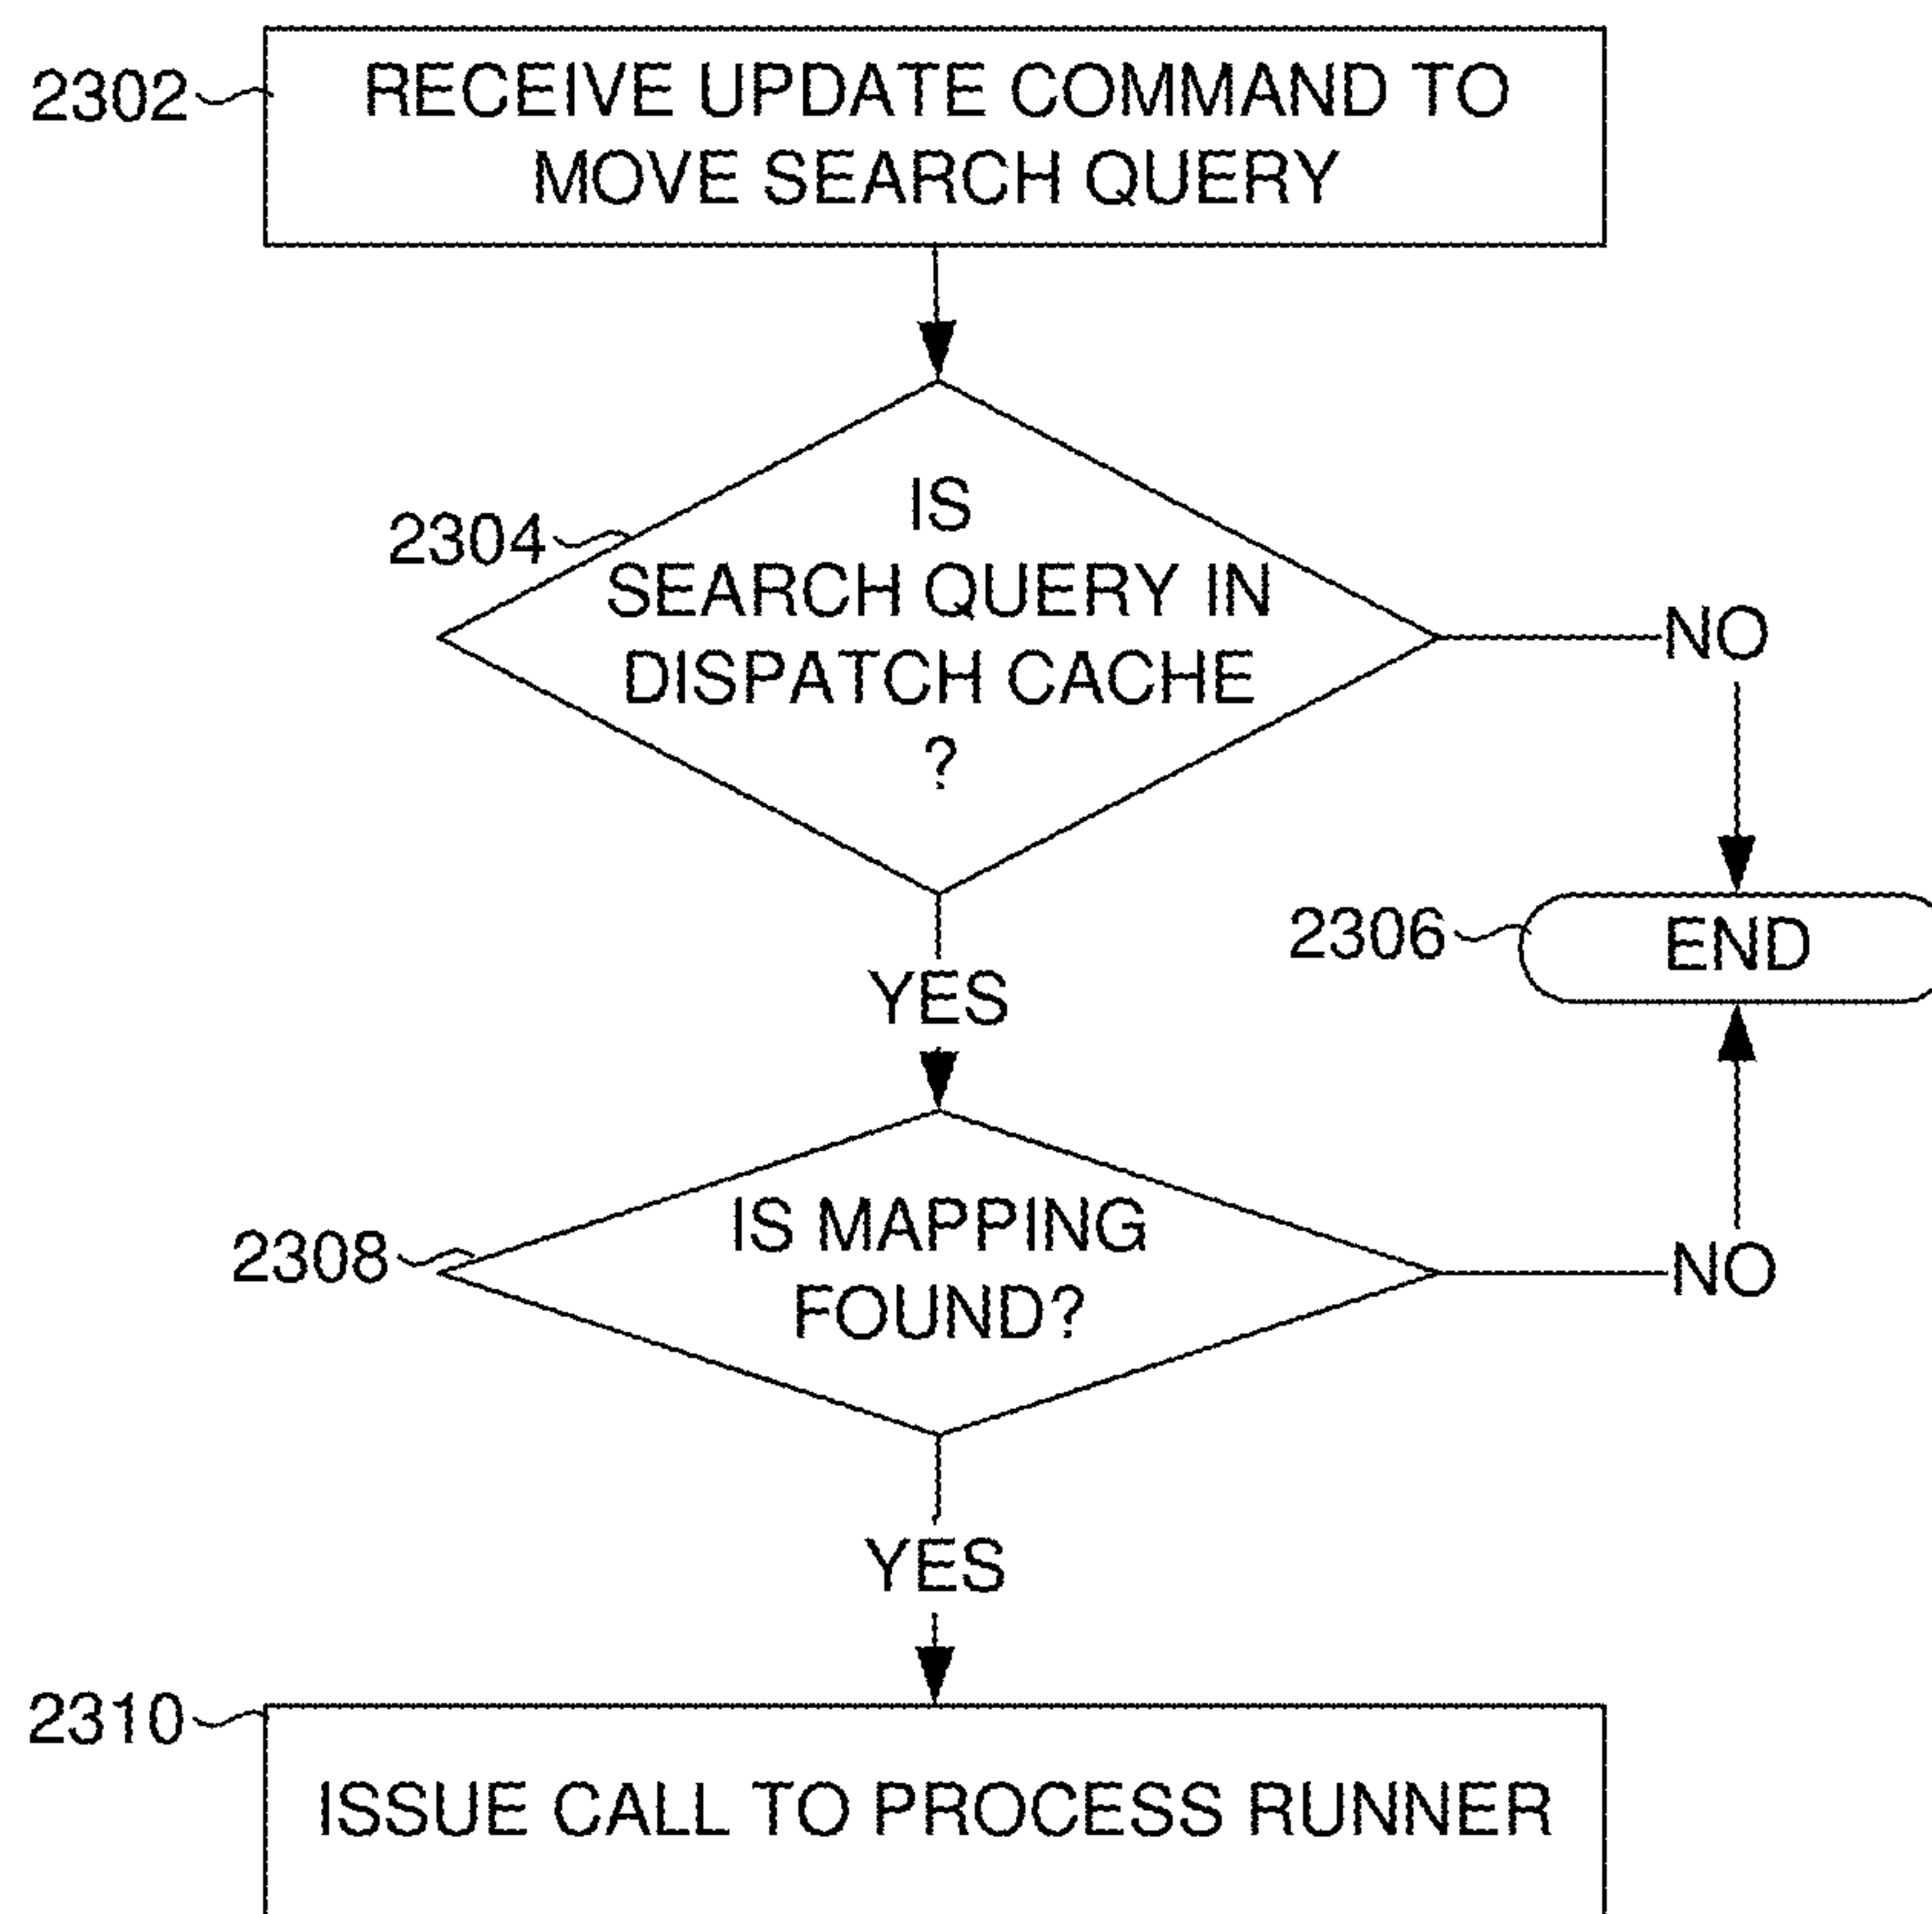 2302
RECEIVE UPDATE COMMAND TO
MOVE SEARCH QUERY
2304
IS
SEARCH QUERY IN
DISPATCH CACHE
?
NO
YES
2306
END
2308
IS MAPPING
FOUND?
NO
YES
2310
ISSUE CALL TO PROCESS RUNNER